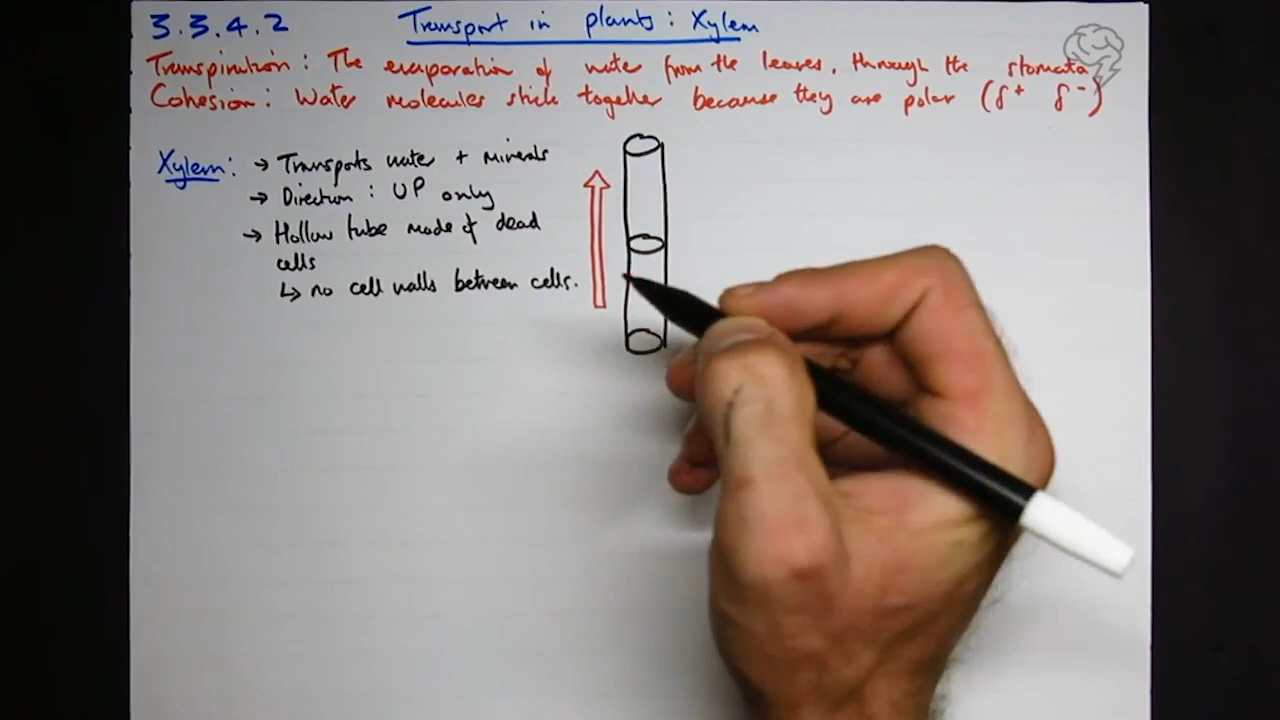 3.3.4.2 Transport in plants: Xylem
Transpiration: The evaporation of water from the leaves, through the stomata
Cohesion: Water molecules stick together because they are polar (δ+ δ-)
Xylem: → Transports water + minerals
→ Direction: UP only
→ Hollow tube made of dead
cells
↳ no cell walls between cells.